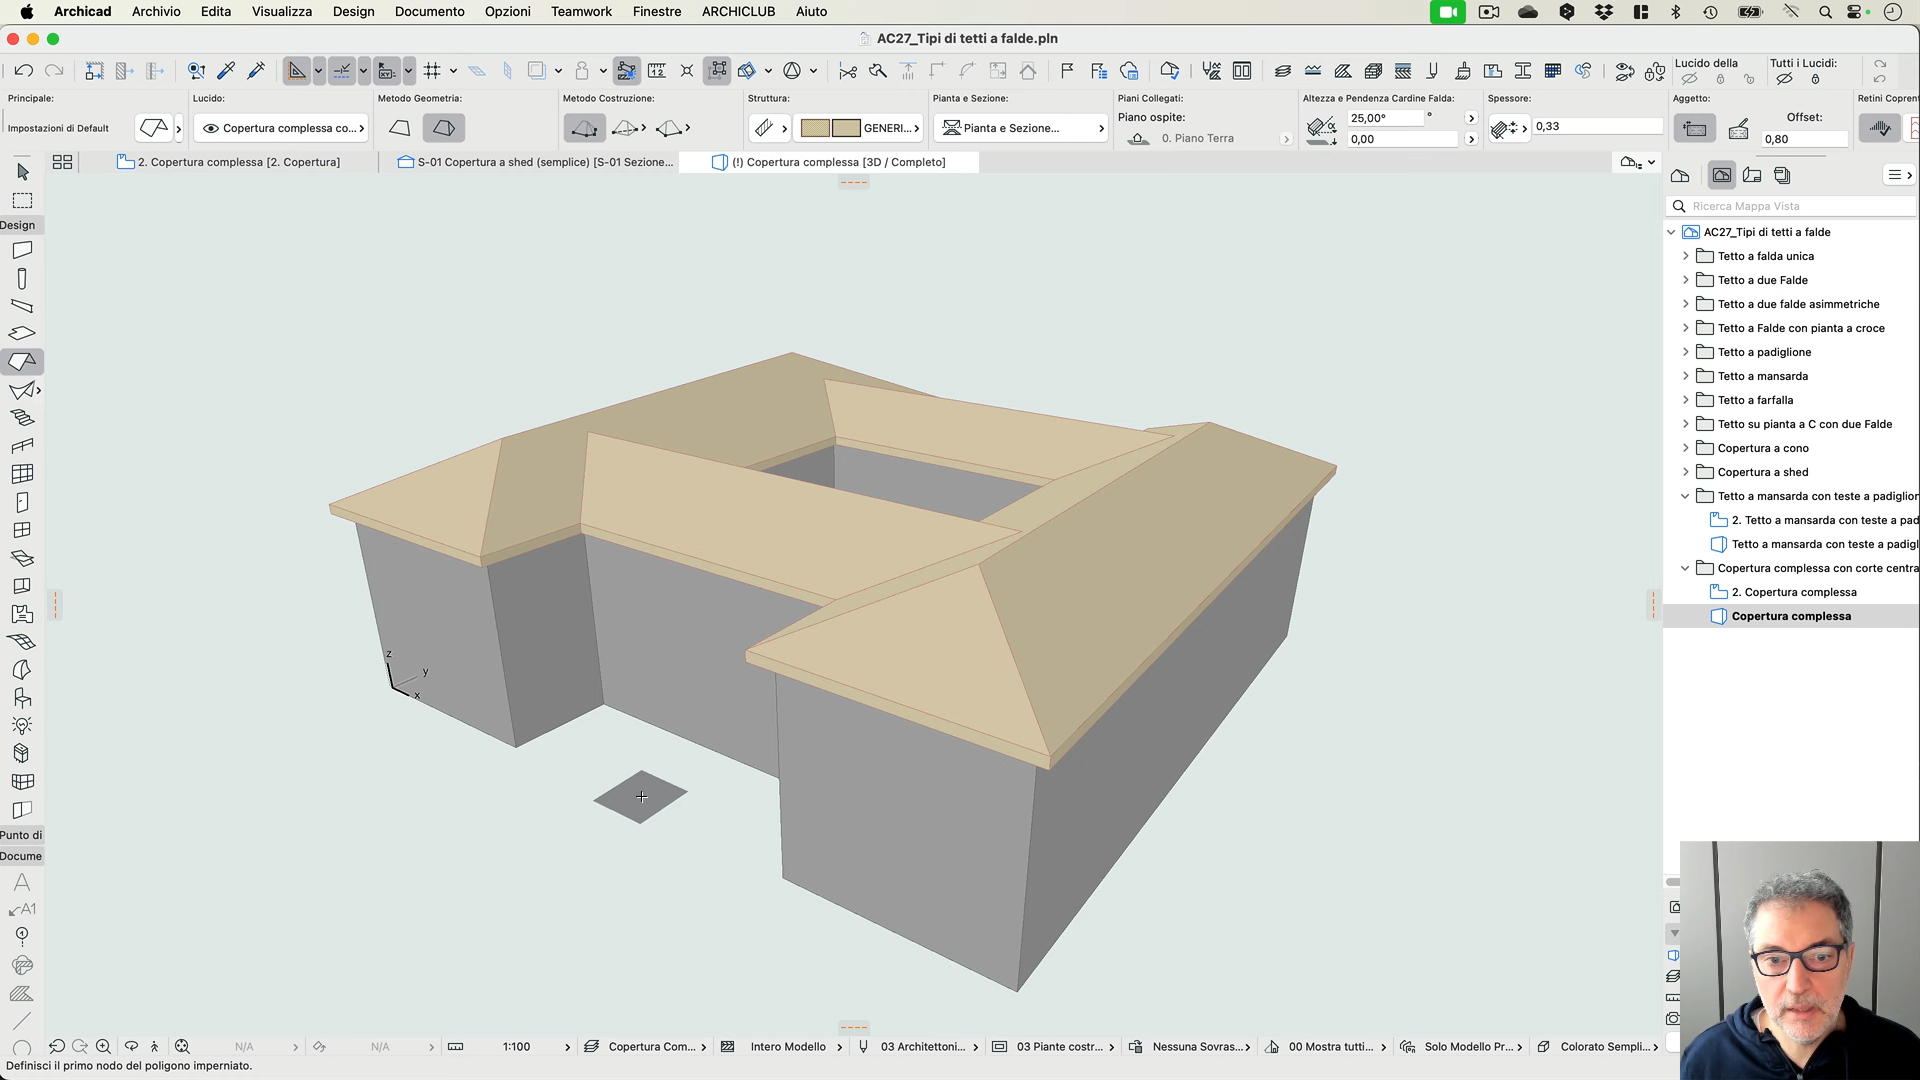 Archicad Archivio Edita Visualizza Design Documento Opzioni Teamwork Finestre ARCHICLUB Aiuto
AC27_Tipi di tetti a falde.pln
Lucido della
Tutti i Lucidi:
Principale:
Lucido:
Metodo Geometria:
Metodo Costruzione:
Struttura:
Pianta e Sezione:
Piani Collegati:
Altezza e Pendenza Cardine Falda:
Spessore:
Aggetto:
Retini Coprent
Impostazioni di Default
Copertura complessa co...
GENERI...
Pianta e Sezione...
Piano ospite:
0. Piano Terra
25,00°
°
0,00
0,33
Offset:
0,80
2. Copertura complessa [2. Copertura]
S-01 Copertura a shed (semplice) [S-01 Sezione...
(!) Copertura complessa [3D / Completo]
Design
Punto di
Docume
A
A1
z
y
x
Ricerca Mappa Vista
AC27_Tipi di tetti a falde
Tetto a falda unica
Tetto a due Falde
Tetto a due falde asimmetriche
Tetto a Falde con pianta a croce
Tetto a padiglione
Tetto a mansarda
Tetto a farfalla
Tetto su pianta a C con due Falde
Copertura a cono
Copertura a shed
Tetto a mansarda con teste a padiglior
2. Tetto a mansarda con teste a pad
Tetto a mansarda con teste a padigl
Copertura complessa con corte centra
2. Copertura complessa
Copertura complessa
N/A
N/A
1:100
Copertura Com...
Intero Modello
03 Architettoni...
03 Piante costr...
Nessuna Sovras...
00 Mostra tutti...
Solo Modello Pr...
Colorato Sempli...
Definisci il primo nodo del poligono imperniato.